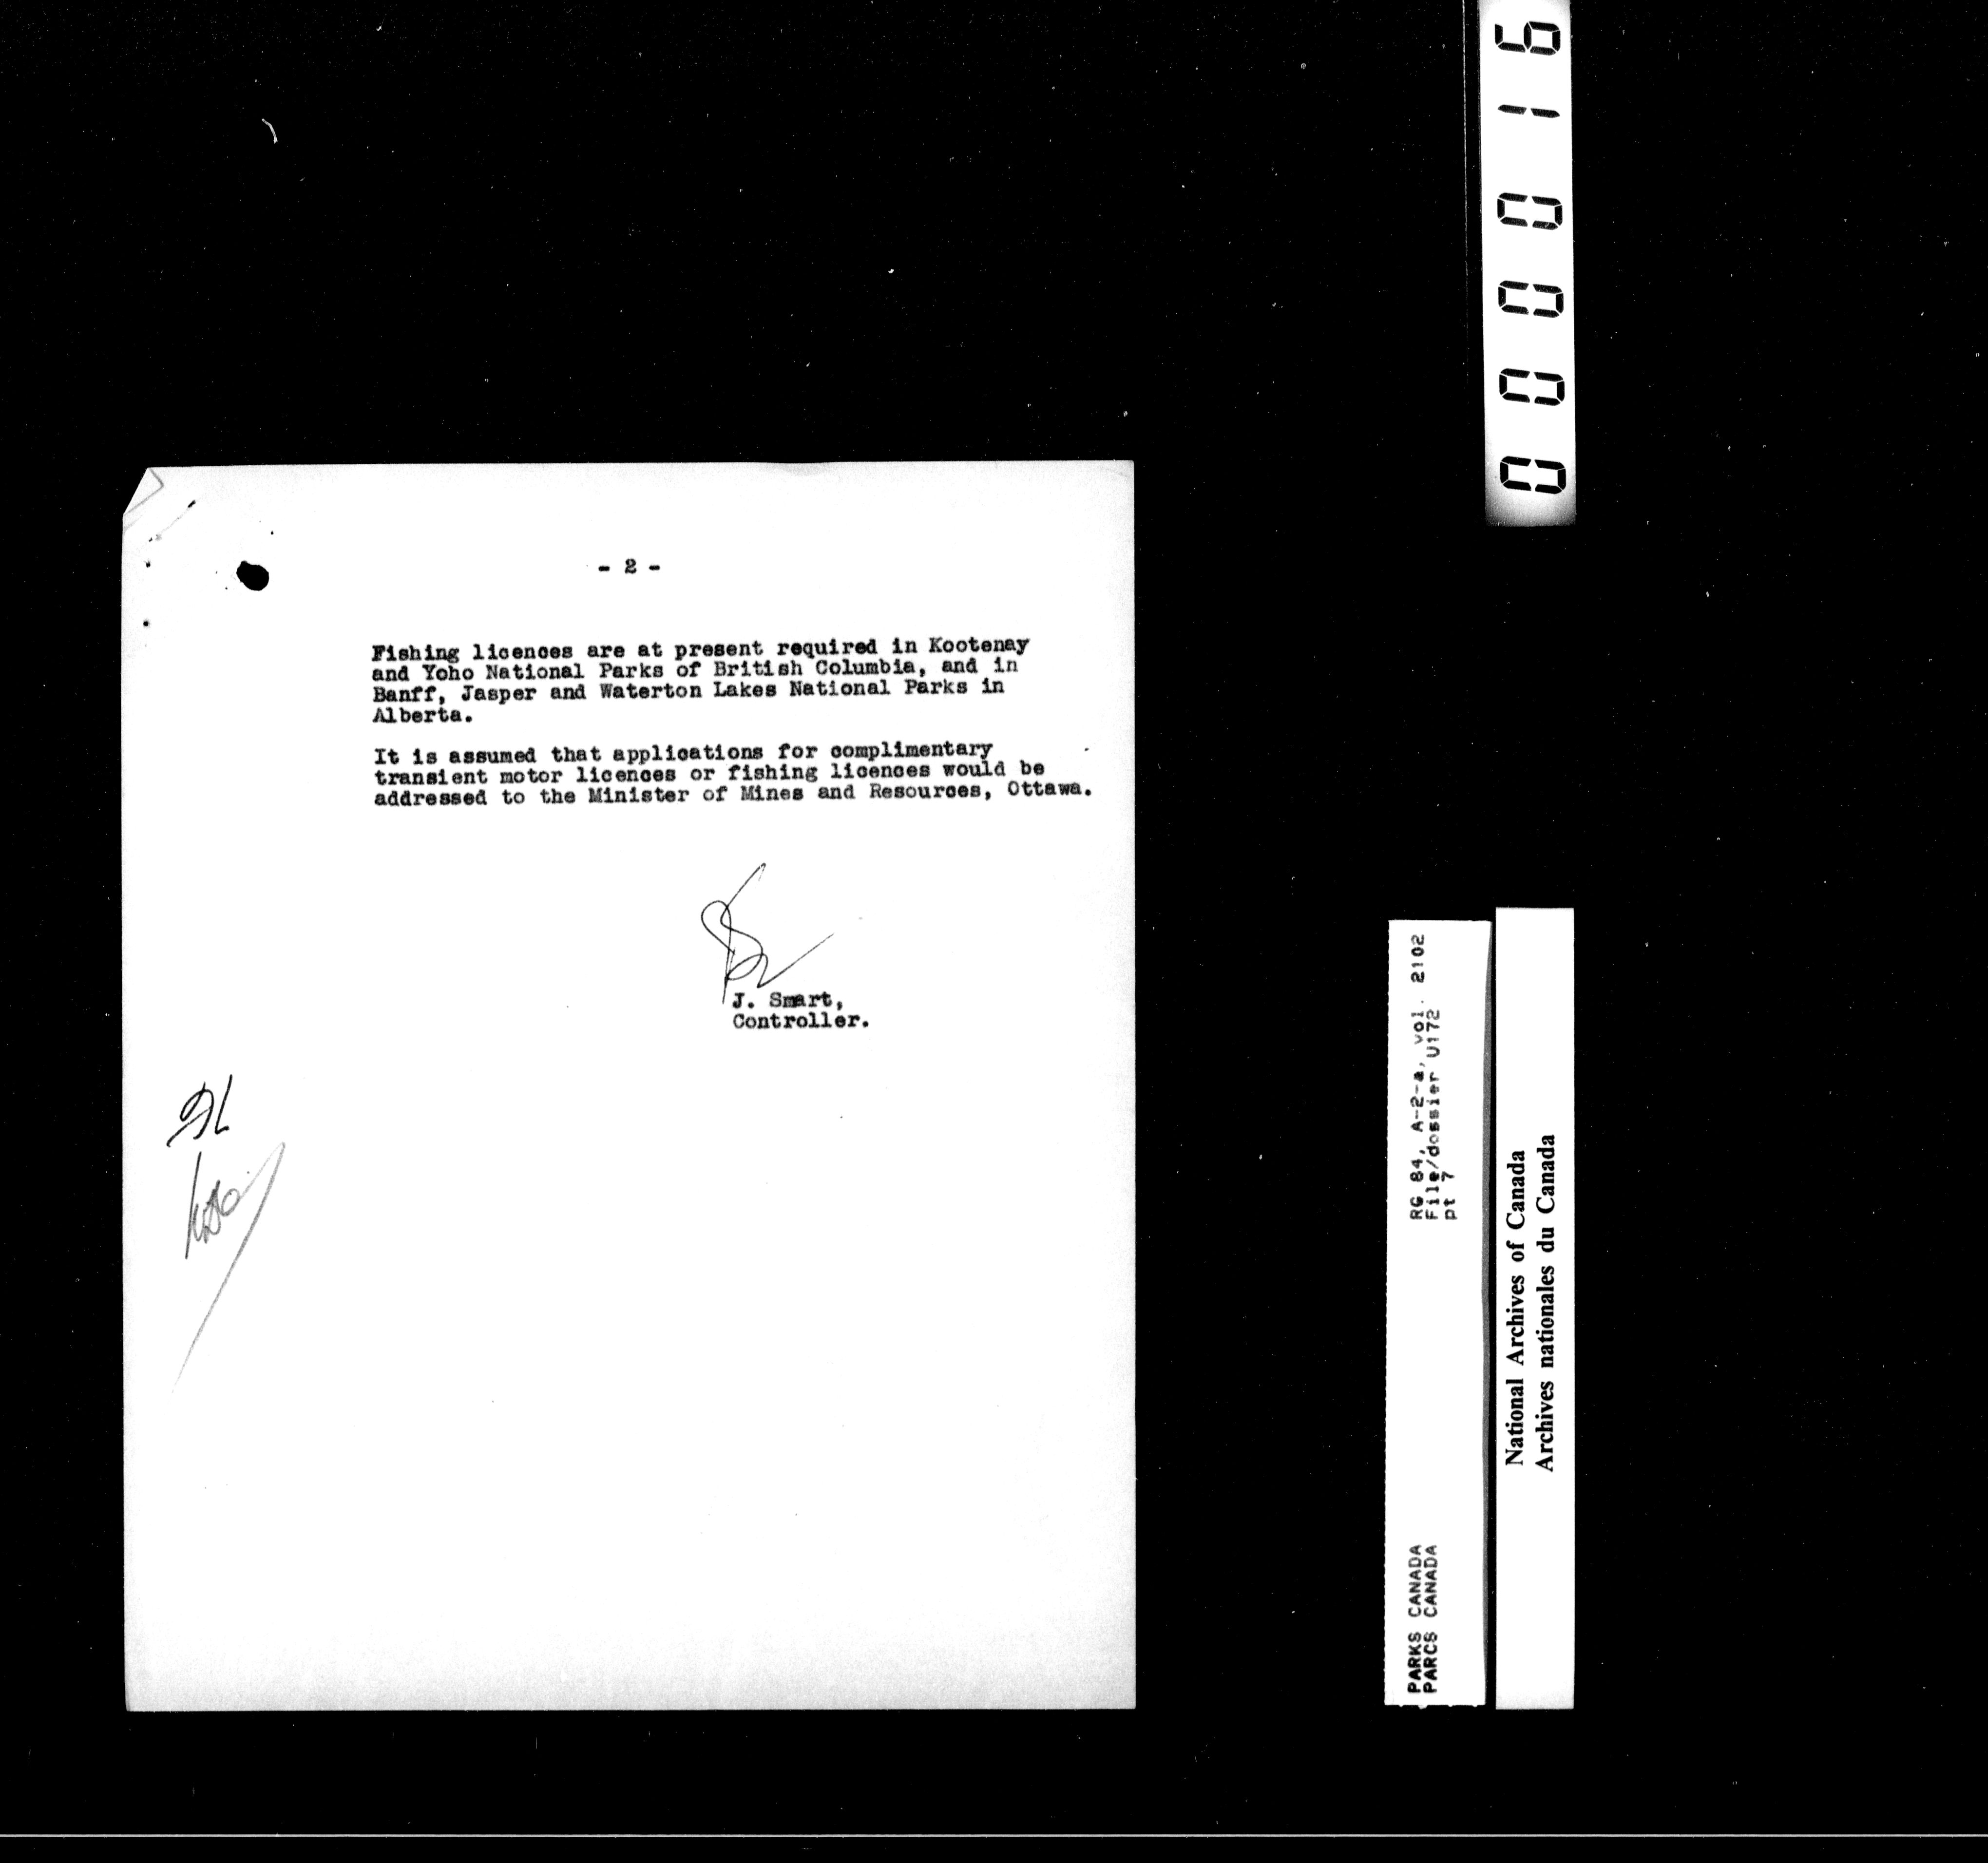 - 2 -
Fishing licences are at present required in Kootenay
and Yoho National Parks of British Columbia, and in
Banff, Jasper and Waterton Lakes National Parks in
Alberta.
It is assumed that applications for complimentary
transient motor licences or fishing licences would be
addressed to the Minister of Mines and Resources, Ottawa.
J. Smart,
Controller.
000016
RG 84, A-2-a, vol. 2102
File/dossier U172
pt 7
PARKS CANADA
PARCS CANADA
National Archives of Canada
Archives nationales du Canada